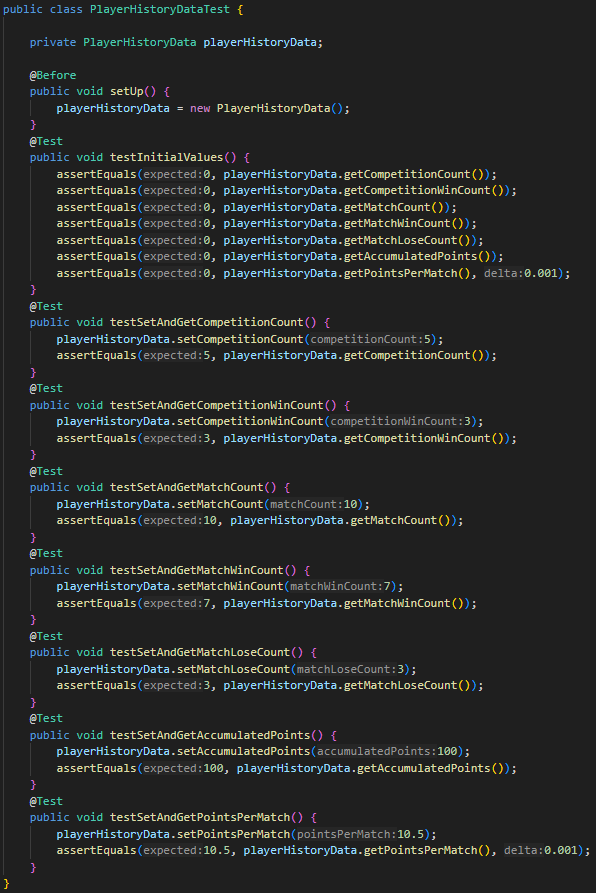 public class PlayerHistoryDataTest {
private PlayerHistoryData playerHistoryData;
@Before
public void setUp() {
playerHistoryData = new PlayerHistoryData();
}
@Test
public void testInitialValues() {
assertEquals(expected:0, playerHistoryData.getCompetitionCount());
assertEquals(expected:0, playerHistoryData.getCompetitionWinCount());
assertEquals(expected:0, playerHistoryData.getMatchCount());
assertEquals(expected:0, playerHistoryData.getMatchWinCount());
assertEquals(expected:0, playerHistoryData.getMatchLoseCount());
assertEquals(expected:0, playerHistoryData.getAccumulatedPoints());
assertEquals(expected:0, playerHistoryData.getPointsPerMatch(), delta:0.001);
}
@Test
public void testSetAndGetCompetitionCount() {
playerHistoryData.setCompetitionCount(competitionCount:5);
assertEquals(expected:5, playerHistoryData.getCompetitionCount());
}
@Test
public void testSetAndGetCompetitionWinCount() {
playerHistoryData.setCompetitionWinCount(competitionWinCount:3);
assertEquals(expected:3, playerHistoryData.getCompetitionWinCount());
}
@Test
public void testSetAndGetMatchCount() {
playerHistoryData.setMatchCount(matchCount:10);
assertEquals(expected:10, playerHistoryData.getMatchCount());
}
@Test
public void testSetAndGetMatchWinCount() {
playerHistoryData.setMatchWinCount(matchWinCount:7);
assertEquals(expected:7, playerHistoryData.getMatchWinCount());
}
@Test
public void testSetAndGetMatchLoseCount() {
playerHistoryData.setMatchLoseCount(matchLoseCount:3);
assertEquals(expected:3, playerHistoryData.getMatchLoseCount());
}
@Test
public void testSetAndGetAccumulatedPoints() {
playerHistoryData.setAccumulatedPoints(accumulatedPoints:100);
assertEquals(expected:100, playerHistoryData.getAccumulatedPoints());
}
@Test
public void testSetAndGetPointsPerMatch() {
playerHistoryData.setPointsPerMatch(pointsPerMatch:10.5);
assertEquals(expected:10.5, playerHistoryData.getPointsPerMatch(), delta:0.001);
}
}